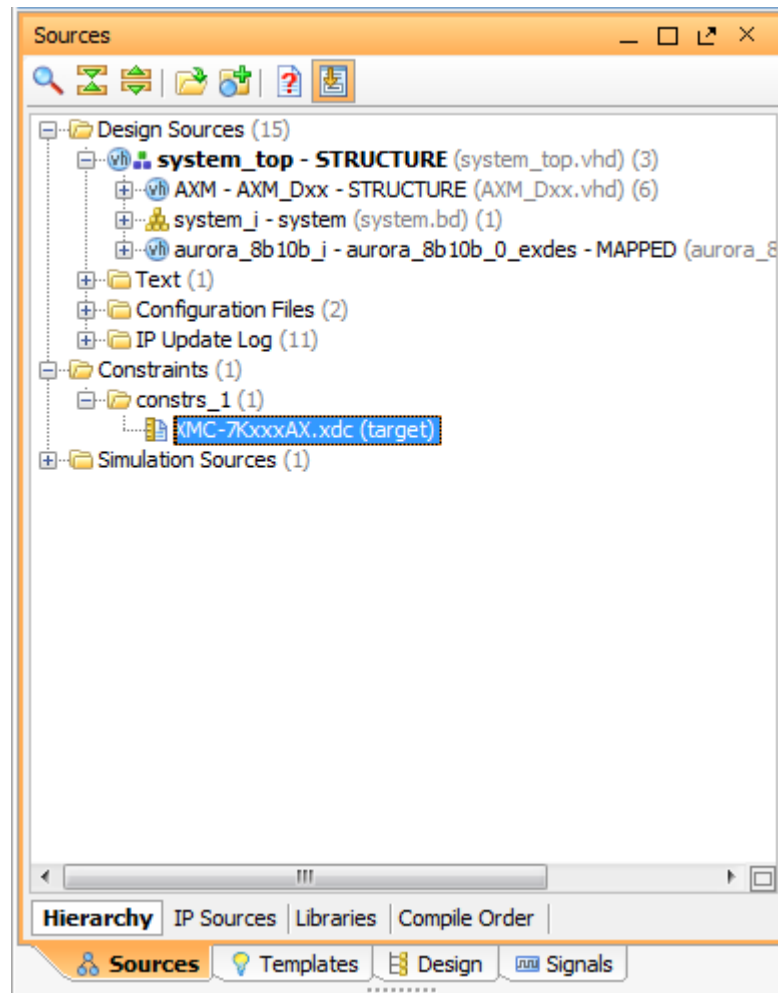 Sources
Design Sources (15)
system_top - STRUCTURE (system_top.vhd) (3)
AXM - AXM_Dxx - STRUCTURE (AXM_Dxx.vhd) (6)
system_i - system (system.bd) (1)
aurora_8b10b_i - aurora_8b10b_0_exdes - MAPPED (aurora_8
Text (1)
Configuration Files (2)
IP Update Log (11)
Constraints (1)
constrs_1 (1)
XMC-7KxxxAX.xdc (target)
Simulation Sources (1)
Hierarchy IP Sources Libraries Compile Order
Sources Templates Design Signals